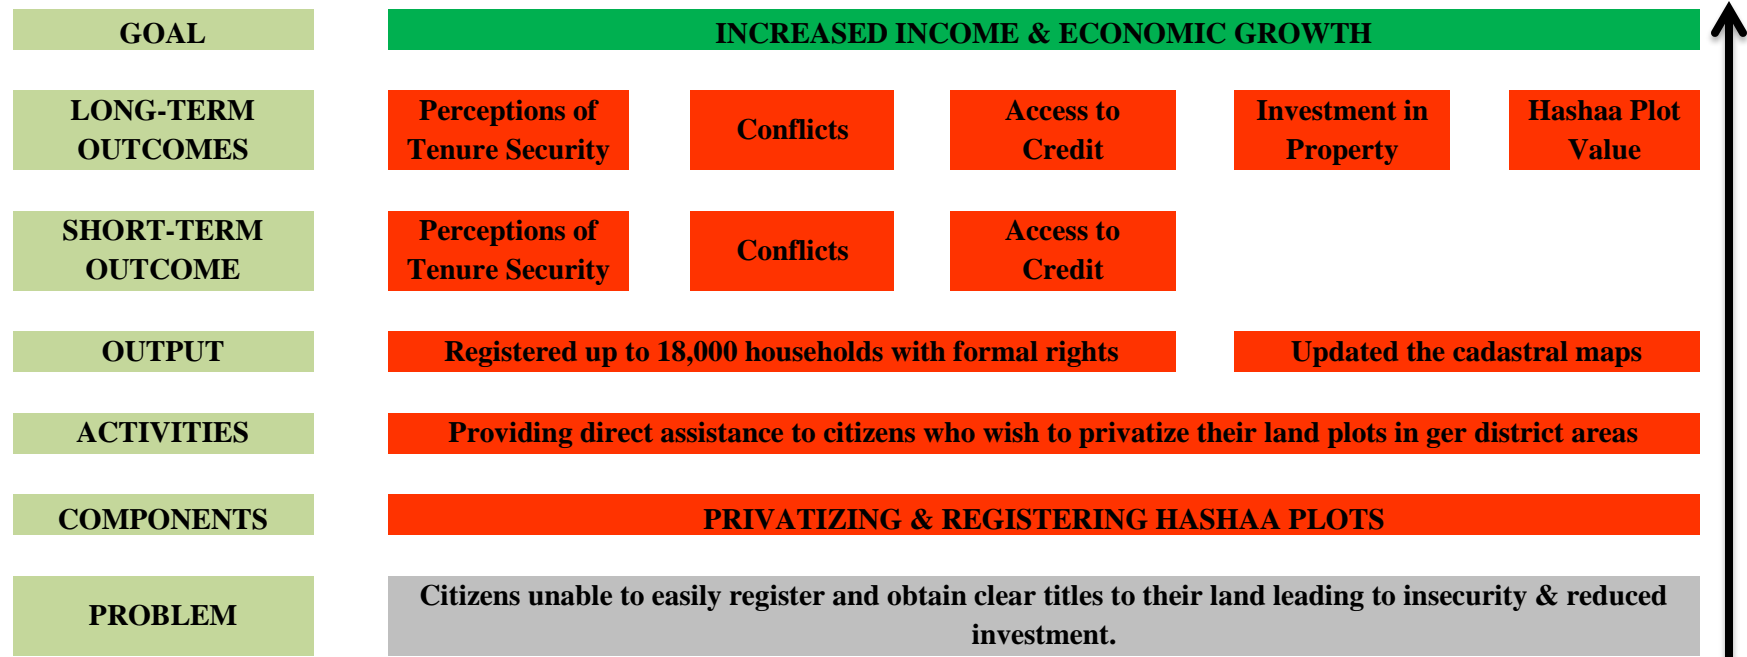 GOAL
INCREASED INCOME & ECONOMIC GROWTH
LONG-TERM
OUTCOMES
Perceptions of
Tenure Security
Conflicts
Access to
Credit
Investment in
Property
Hashaa Plot
Value
SHORT-TERM
OUTCOME
Perceptions of
Tenure Security
Conflicts
Access to
Credit
OUTPUT
Registered up to 18,000 households with formal rights
Updated the cadastral maps
ACTIVITIES
Providing direct assistance to citizens who wish to privatize their land plots in ger district areas
COMPONENTS
PRIVATIZING & REGISTERING HASHAA PLOTS
PROBLEM
Citizens unable to easily register and obtain clear titles to their land leading to insecurity & reduced
investment.